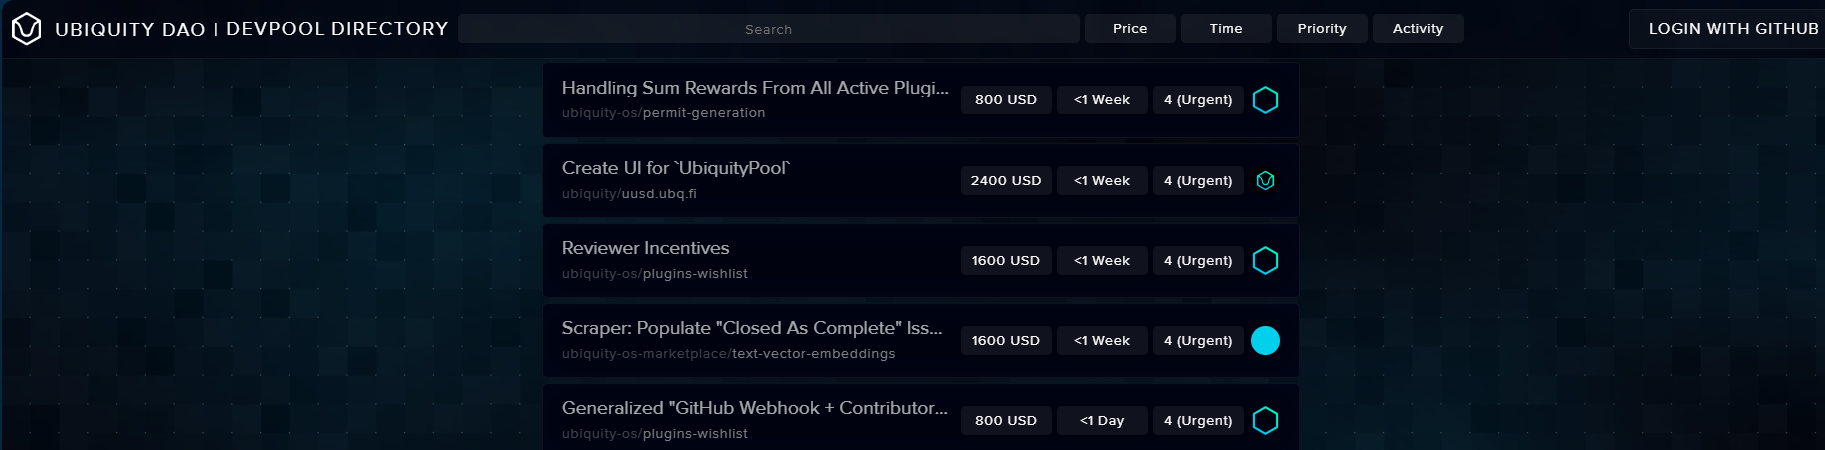 UBIQUITY DAO | DEVPOOL DIRECTORY Search Price Time Priority Activity LOGIN WITH GITHUB
Handling Sum Rewards From All Active Plugi...
ubiquity-os/permit-generation
800 USD <1 Week 4 (Urgent)
Create UI for `UbiquityPool`
ubiquity/uusd.ubq.fi
2400 USD <1 Week 4 (Urgent)
Reviewer Incentives
ubiquity-os/plugins-wishlist
1600 USD <1 Week 4 (Urgent)
Scraper: Populate "Closed As Complete" Iss...
ubiquity-os-marketplace/text-vector-embeddings
1600 USD <1 Week 4 (Urgent)
Generalized "GitHub Webhook + Contributor...
ubiquity-os/plugins-wishlist
800 USD <1 Day 4 (Urgent)